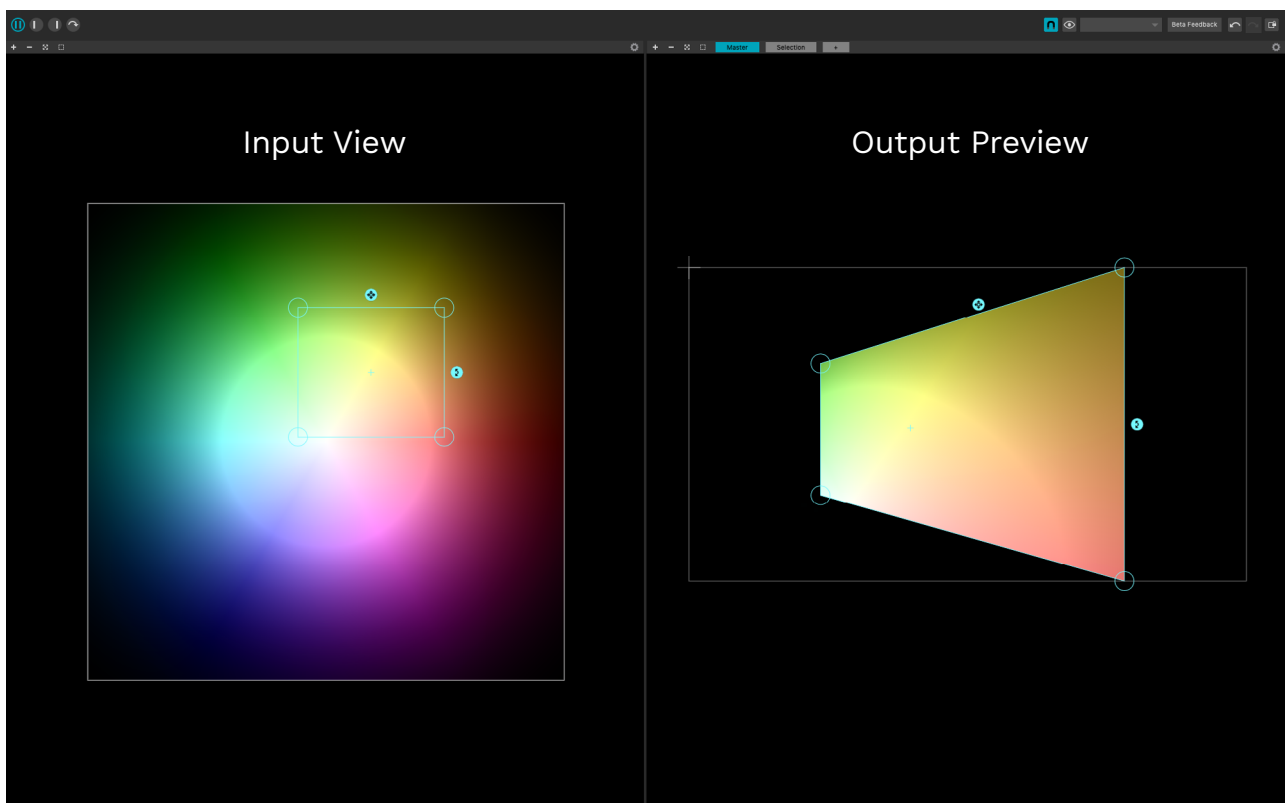 Beta Feedback
Master
Selection
+
Input View
Output Preview